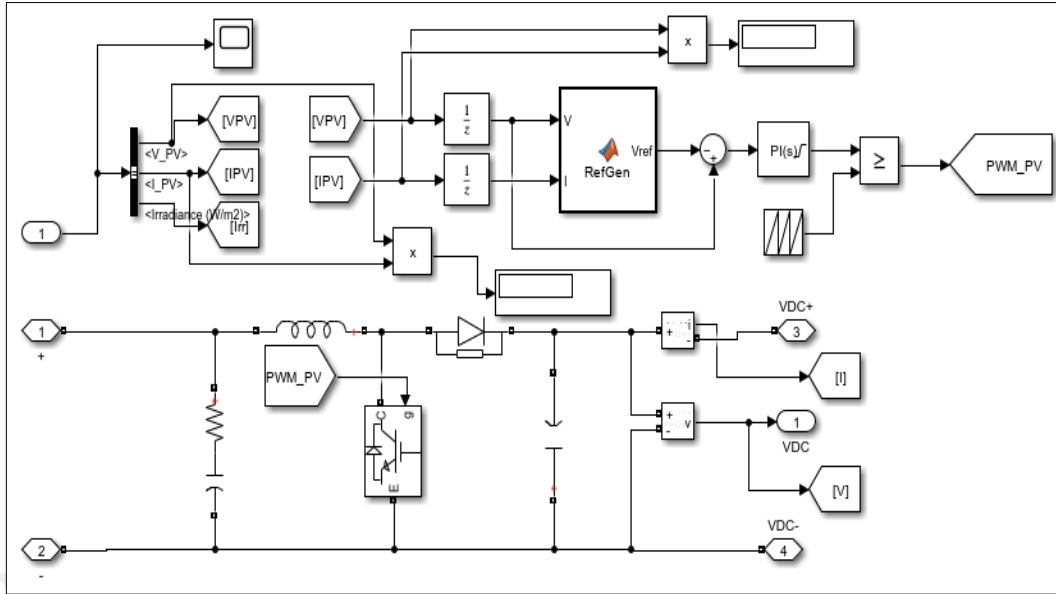 x
[VPV]
[VPV]
1
z
V
Vref
RefGen
-
+
PI(s)
≥
PWM_PV
<V_PV>
[IPV]
[IPV]
1
z
I
<I_PV>
<Irradiance (W/m2)>
[Irr]
1
x
1
+
PWM_PV
g
C
E
+
i
-
VDC+
3
[I]
+
-
v
1
VDC
[V]
VDC-
2
-
4